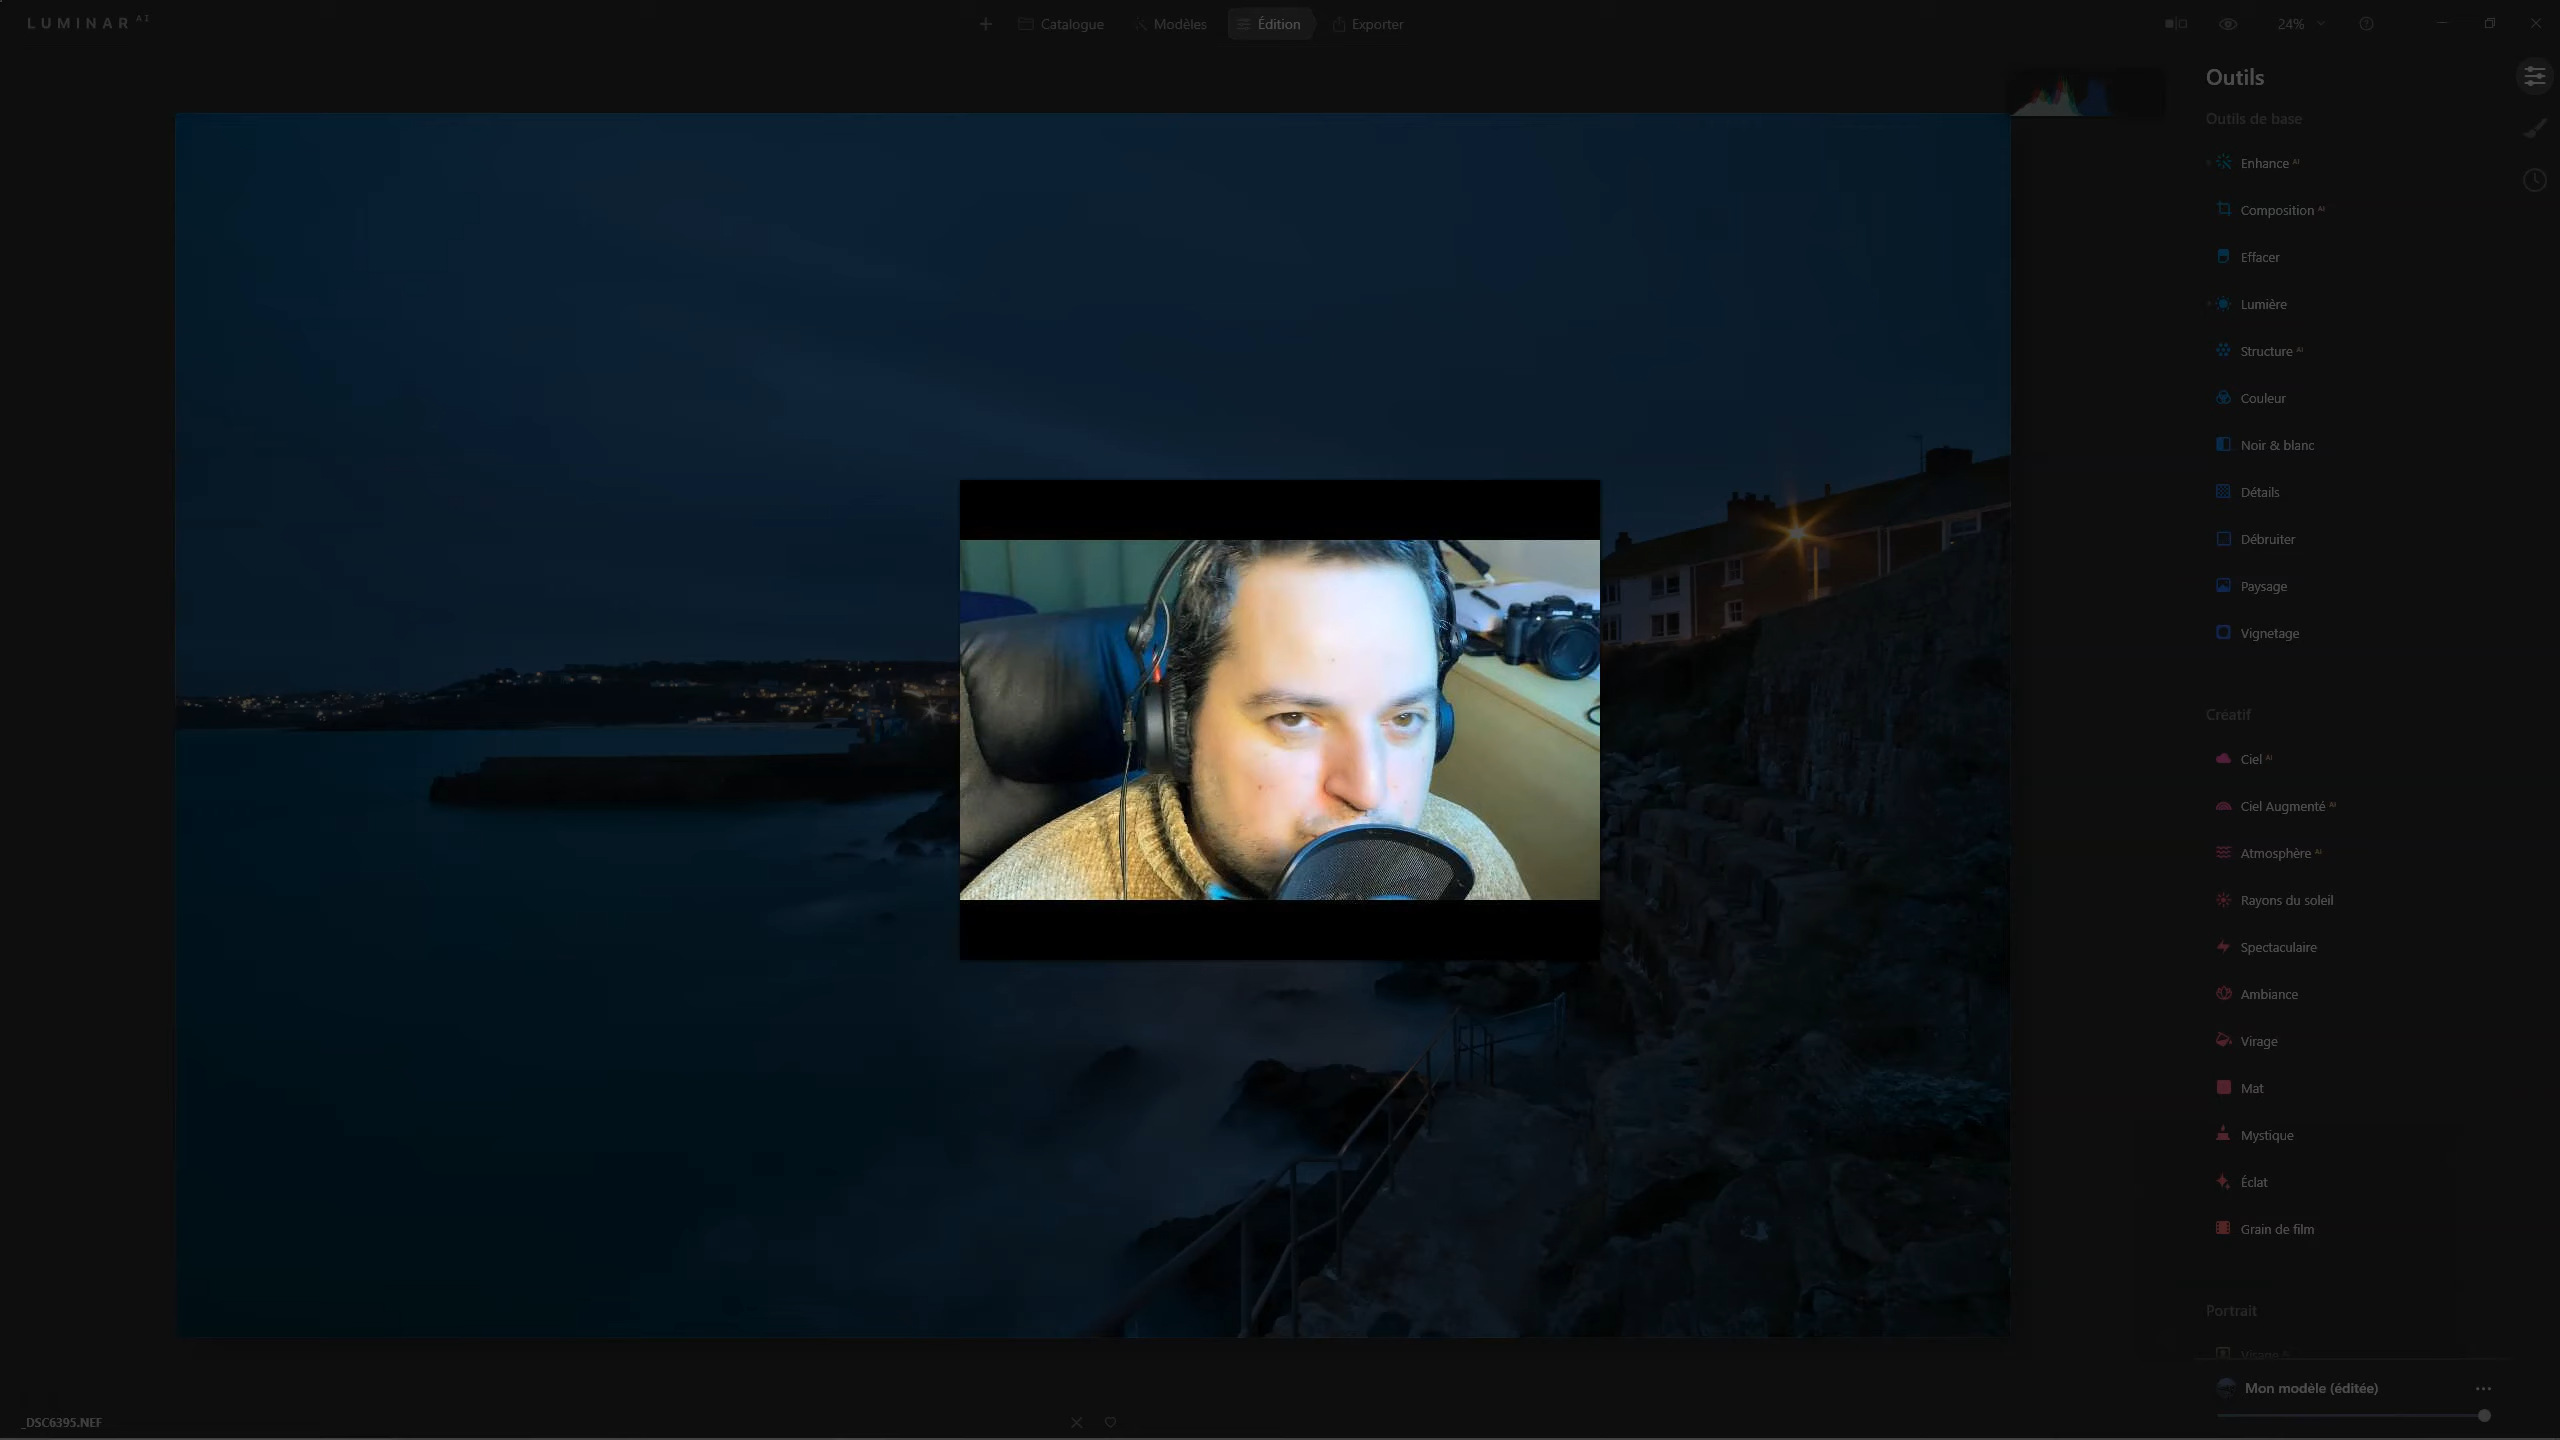 LUMINAR AI
Catalogue
Modèles
Édition
Exporter
24%
Outils
Outils de base
Enhance AI
Composition AI
Effacer
Lumière
Structure AI
Couleur
Noir & blanc
Détails
Débruiter
Paysage
Vignetage
Créatif
Ciel AI
Ciel Augmenté AI
Atmosphère AI
Rayons du soleil
Spectaculaire
Ambiance
Virage
Mat
Mystique
Éclat
Grain de film
Portrait
Visage AI
Mon modèle (éditée)
_DSC6395.NEF